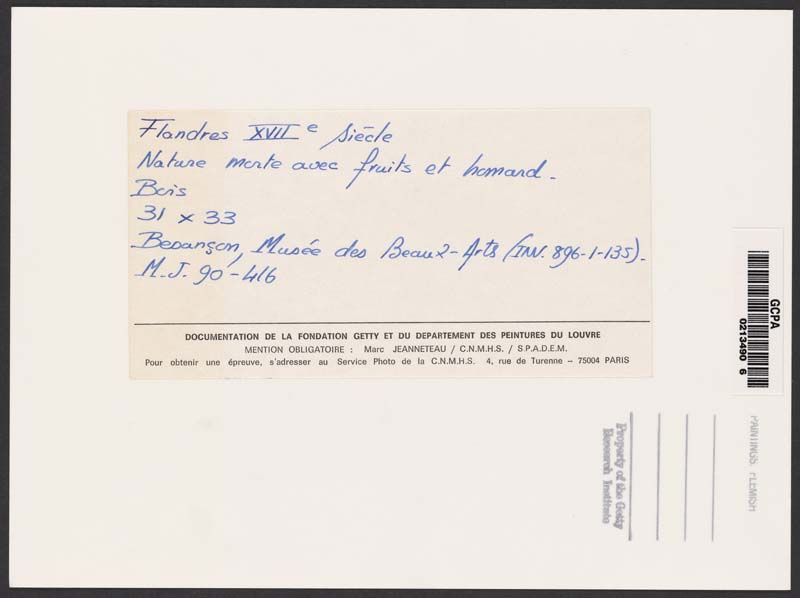 Flandres XVII e siècle
Nature morte avec fruits et homard.
Bois
31 x 33
Besançon, Musée des Beaux-Arts (INV. 896-1-135).
M.J. 90-416
DOCUMENTATION DE LA FONDATION GETTY ET DU DEPARTEMENT DES PEINTURES DU LOUVRE
MENTION OBLIGATOIRE : Marc JEANNETEAU / C.N.M.H.S. / S.P.A.D.E.M.
Pour obtenir une épreuve, s'adresser au Service Photo de la C.N.M.H.S. 4, rue de Turenne – 75004 PARIS
GCPA
0213490 6
Property of the Getty
Research Institute
PAINTINGS, FLEMISH